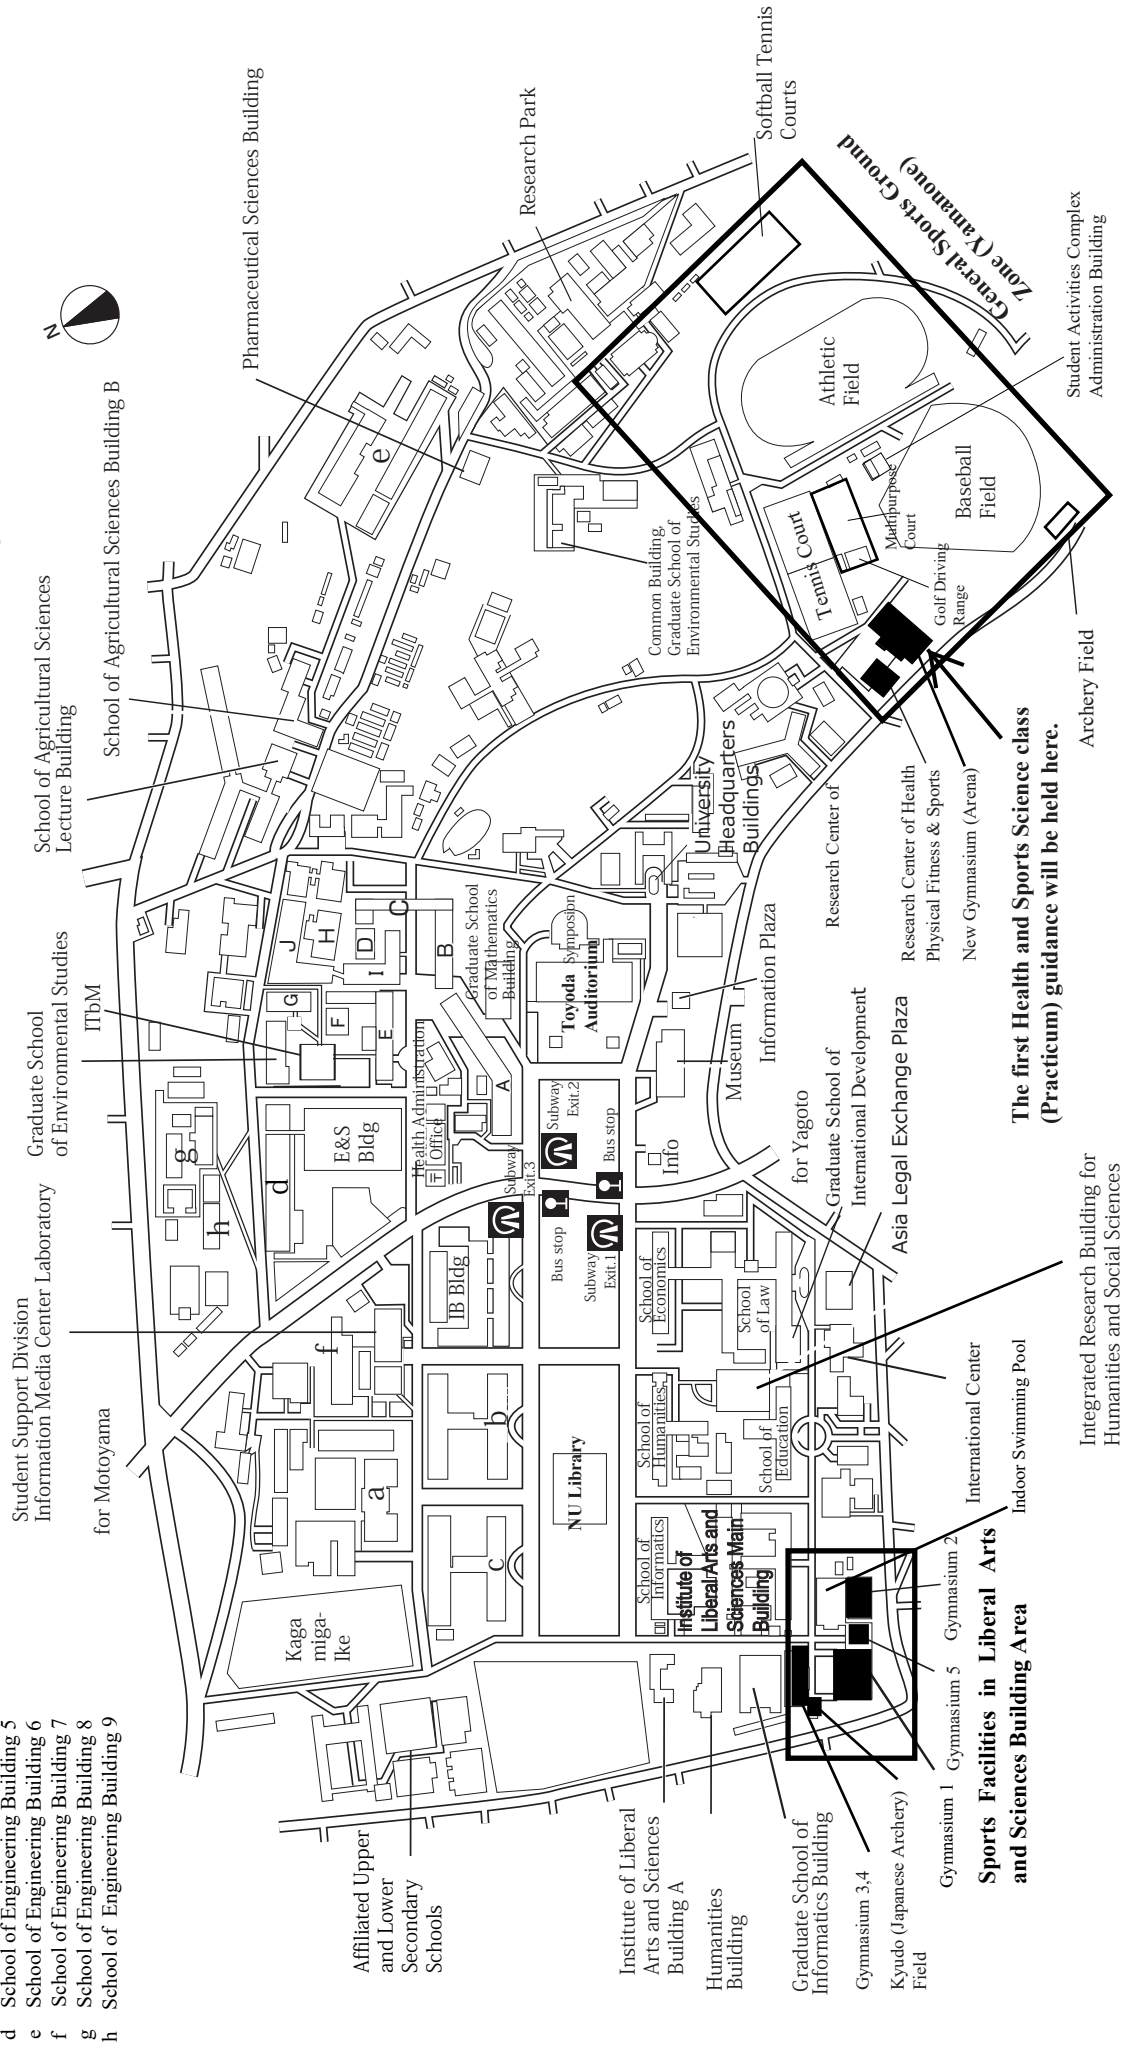 d School of Engineering Building 5
e School of Engineering Building 6
f School of Engineering Building 7
g School of Engineering Building 8
h School of Engineering Building 9
Student Support Division
Information Media Center Laboratory
for Motoyama
Graduate School
of Environmental Studies
ITbM
School of Agricultural Sciences
Lecture Building
School of Agricultural Sciences Building B
N
Pharmaceutical Sciences Building
Research Park
Softball Tennis
Courts
General Sports Ground
Zone (Yamanoue)
Student Activities Complex
Administration Building
Athletic
Field
Baseball
Field
Multipurpose
Court
Tennis Court
Golf Driving
Range
Archery Field
Common Building,
Graduate School of
Environmental Studies
e
g
h
d
E&S
Bldg
J
H
D
I
C
B
G
F
E
A
Health Administration
〒 Office
Graduate School
of Mathematics
Building
Symposion
Toyoda
Auditorium
University
Headquarters
Buildings
Research Center of
Research Center of Health
Physical Fitness & Sports
New Gymnasium (Arena)
The first Health and Sports Science class
(Practicum) guidance will be held here.
Information Plaza
Museum
Subway
Exit.2
Subway
Exit.3
Bus stop
Bus stop
Subway
Exit.1
Info
for Yagoto
Graduate School of
International Development
Asia Legal Exchange Plaza
Integrated Research Building for
Humanities and Social Sciences
f
a
IB Bldg
b
c
NU Library
School of
Economics
School
of Law
School of
Humanities
School of
Education
School of
Informatics
Institute of
Liberal Arts and
Sciences Main
Building
International Center
Indoor Swimming Pool
Kaga
miga-
Ike
Gymnasium 2
Gymnasium 5
Gymnasium 1
Sports Facilities in Liberal Arts
and Sciences Building Area
Affiliated Upper
and Lower
Secondary
Schools
Institute of Liberal
Arts and Sciences
Building A
Humanities
Building
Graduate School of
Informatics Building
Gymnasium 3,4
Kyudo (Japanese Archery)
Field